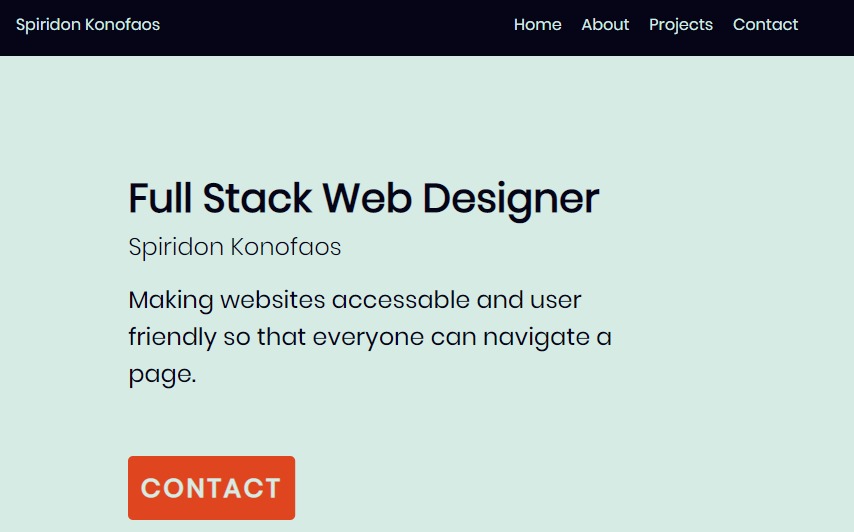 Spiridon Konofaos
Home About Projects Contact
Full Stack Web Designer
Spiridon Konofaos
Making websites accessable and user
friendly so that everyone can navigate a
page.
CONTACT